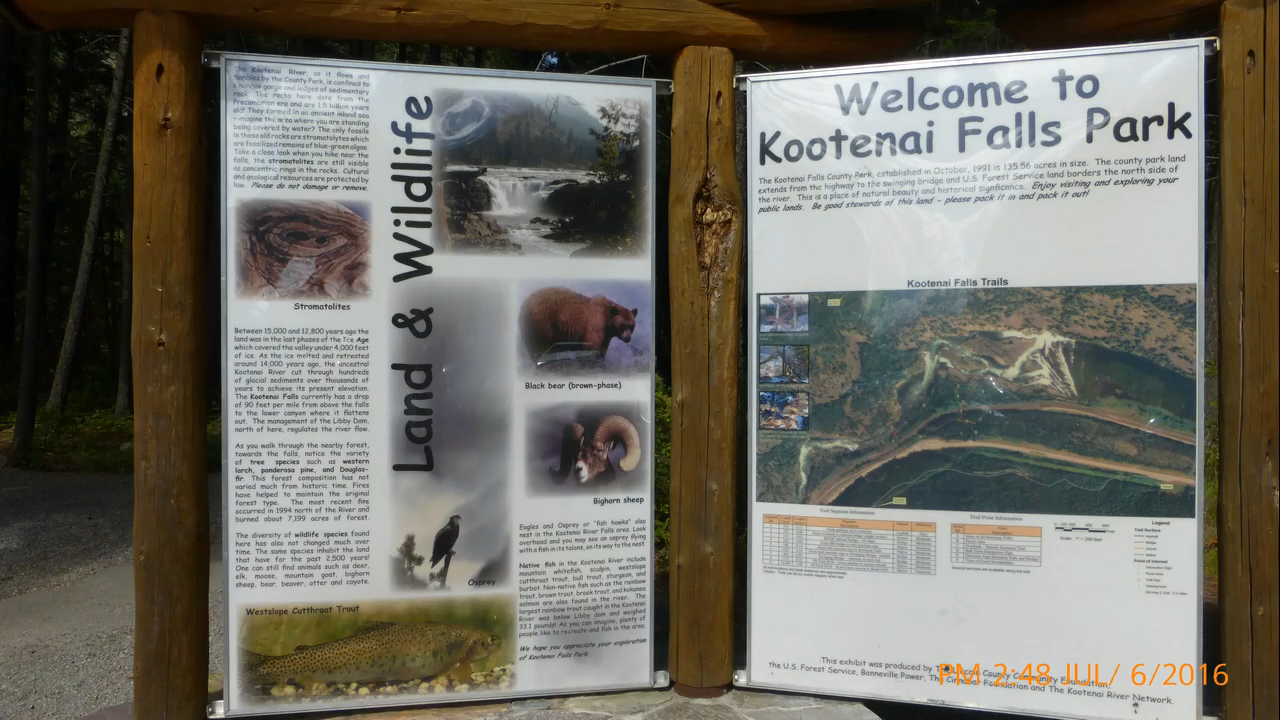 The Kootenai River, as it flows and
tumbles by the County Park, is confined to
a narrow gorge and ledges of sedimentary
rock. The rocks here date from the
Precambrian era and are 1.5 billion years
old! They formed in an ancient inland sea
- imagine the area where you are standing
being covered by water? The only fossils
in these old rocks are stromatolites which
are fossilized remains of blue-green algae.
Take a close look when you hike near the
falls, the stromatolites are still visible
as concentric rings in the rocks. Cultural
and geological resources are protected by
law. Please do not damage or remove.
Stromatolites
Between 15,000 and 12,800 years ago the
land was in the last phases of the Ice Age
which covered the valley under 4,000 feet
of ice. As the ice melted and retreated
around 14,000 years ago, the ancestral
Kootenai River cut through hundreds
of glacial sediments over thousands of
years to achieve its present elevation.
The Kootenai Falls currently has a drop
of 90 feet per mile from above the falls
to the lower canyon where it flattens
out. The management of the Libby Dam,
north of here, regulates the river flow.
As you walk through the nearby forest,
towards the falls, notice the variety
of tree species such as western
larch, ponderosa pine, and Douglas-
fir. This forest composition has not
varied much from historic time. Fires
have helped to maintain the original
forest type. The most recent fire
occurred in 1994 north of the River and
burned about 7,199 acres of forest.
The diversity of wildlife species found
here has also not changed much over
time. The same species inhabit the land
that have for the past 2,500 years!
One can still find animals such as deer,
elk, moose, mountain goat, bighorn
sheep, bear, beaver, otter and coyote.
Westslope Cutthroat Trout
Land & Wildlife
Osprey
Black bear (brown-phase)
Bighorn sheep
Eagles and Osprey or "fish hawks" also
nest in the Kootenai River Falls area. Look
overhead and you may see an osprey flying
with a fish in its talons, on its way to the nest
Native fish in the Kootenai River include
mountain whitefish, sculpin, westslope
cutthroat trout, bull trout, sturgeon, and
burbot. Non-native fish such as the rainbow
trout, brown trout, brook trout, and kokanee
salmon are also found in the river. The
largest rainbow trout caught in the Kootenai
River was below Libby dam and weighed
33.1 pounds! As you can imagine, plenty of
people like to recreate and fish in the area.
We hope you appreciate your exploration
of Kootenai Falls Park.
Welcome to
Kootenai Falls Park
The Kootenai Falls County Park, established in October, 1991 is 135.56 acres in size. The county park land
extends from the highway to the swinging bridge and U.S. Forest Service land borders the north side of
the river. This is a place of natural beauty and historical signficance. Enjoy visiting and exploring your
public lands. Be good stewards of this land - please pack it in and pack it out!
Kootenai Falls Trails
Trail Segment Information
Trail Point Information
Legend
Trail Surface
Point of Interest
This exhibit was produced by The Lincoln County Community Foundation,
the U.S. Forest Service, Bonneville Power, The Foundation and The Kootenai River Network.
PM 2:48 JUL / 6/2016